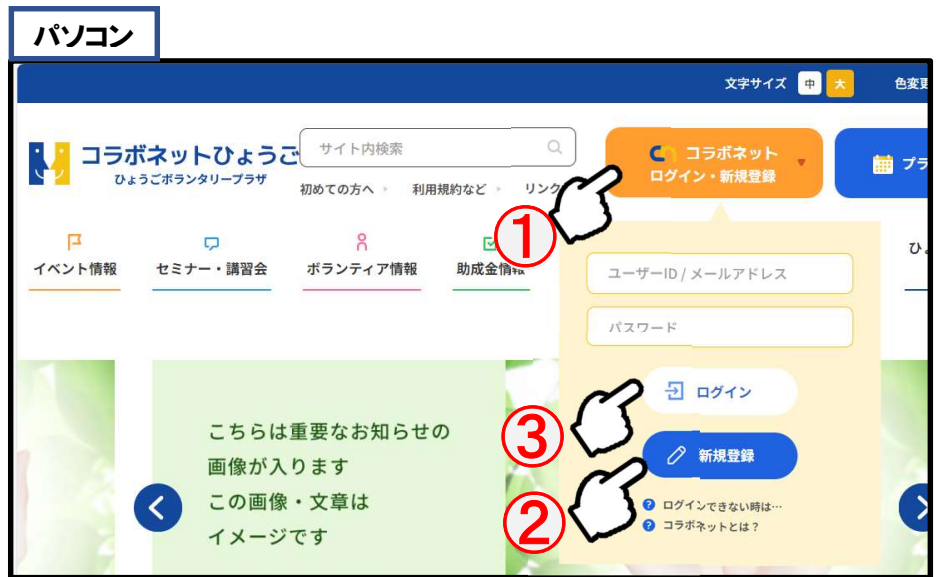 パソコン
文字サイズ 中 大 色変更
コラボネットひょうご
ひょうごボランタリープラザ
サイト内検索
初めての方へ 利用規約など リンク
コラボネット
ログイン・新規登録
プラ
①
イベント情報 セミナー・講習会 ボランティア情報 助成金情報
ひょ
ユーザーID / メールアドレス
パスワード
ログイン
③
新規登録
②
ログインできない時は…
コラボネットとは？
こちらは重要なお知らせの
画像が入ります
この画像・文章は
イメージです